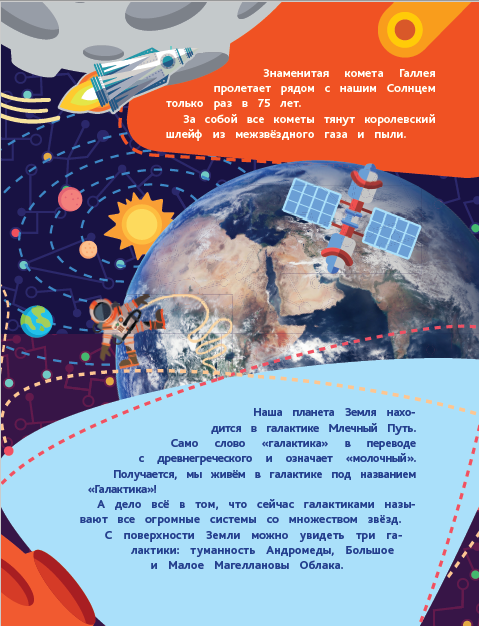 Знаменитая комета Галлея
пролетает рядом с нашим Солнцем
только раз в 75 лет.
За собой все кометы тянут королевский
шлейф из межзвёздного газа и пыли.
Наша планета Земля нахо-
дится в галактике Млечный Путь.
Само слово «галактика» в переводе
с древнегреческого и означает «молочный».
Получается, мы живём в галактике под названием
«Галактика»!
А дело всё в том, что сейчас галактиками назы-
вают все огромные системы со множеством звёзд.
С поверхности Земли можно увидеть три га-
лактики: туманность Андромеды, Большое
и Малое Магеллановы Облака.